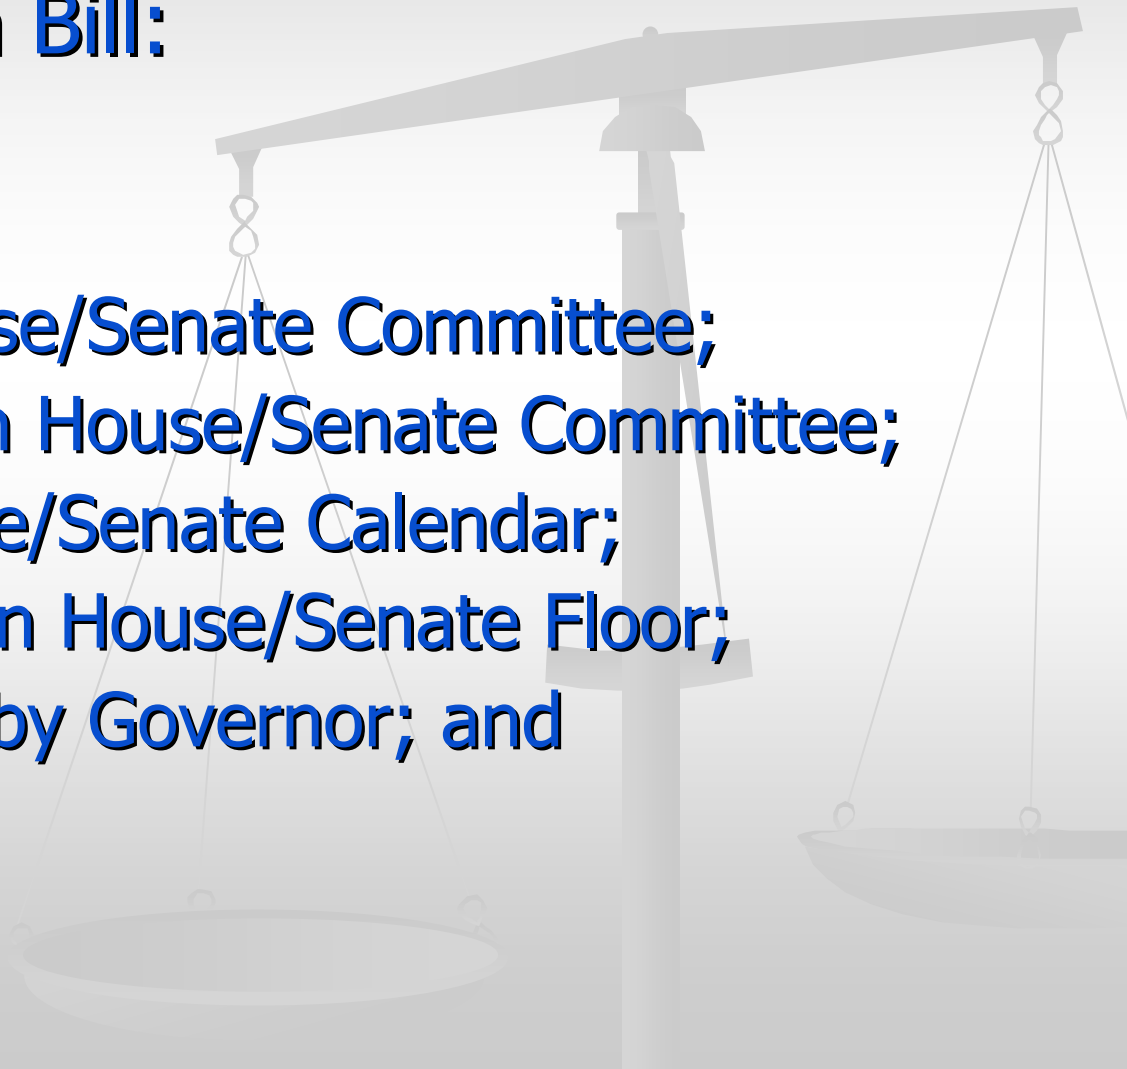 n Bill:
se/Senate Committee;
n House/Senate Committee;
e/Senate Calendar;
n House/Senate Floor;
by Governor; and